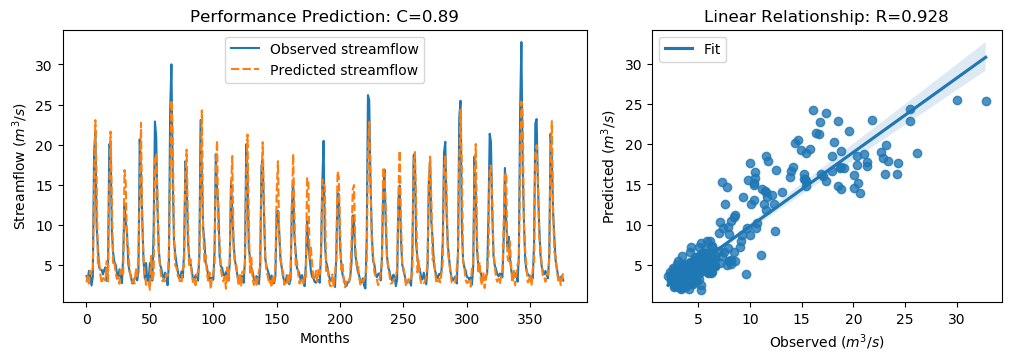 Performance Prediction: C=0.89
Observed streamflow
Predicted streamflow
Streamflow (m³/s)
30
25
20
15
10
5
0
50
100
150
200
250
300
350
Months
Linear Relationship: R=0.928
Fit
Predicted (m³/s)
30
25
20
15
10
5
5
10
15
20
25
30
Observed (m³/s)